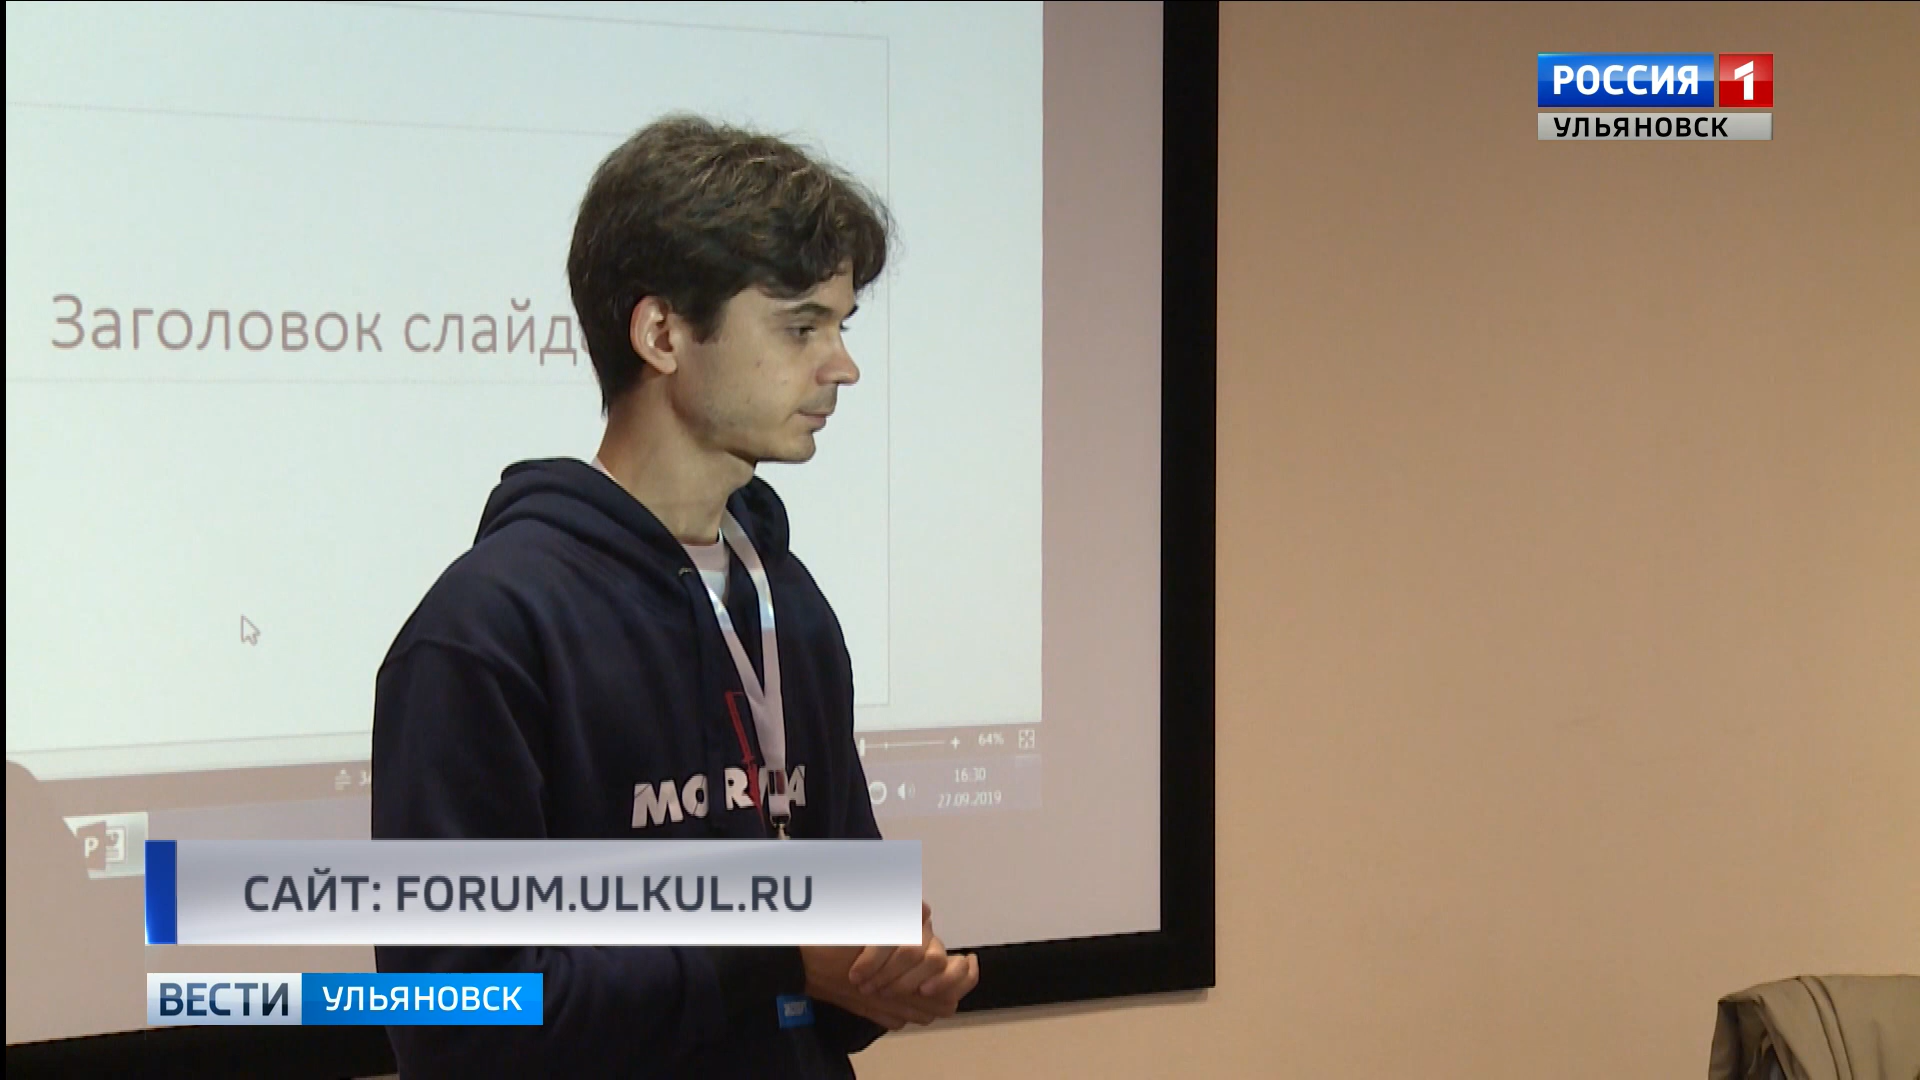 РОССИЯ 1
УЛЬЯНОВСК
Заголовок слайд
64%
16:30
27.09.2019
P
САЙТ: FORUM.ULKUL.RU
ВЕСТИ УЛЬЯНОВСК